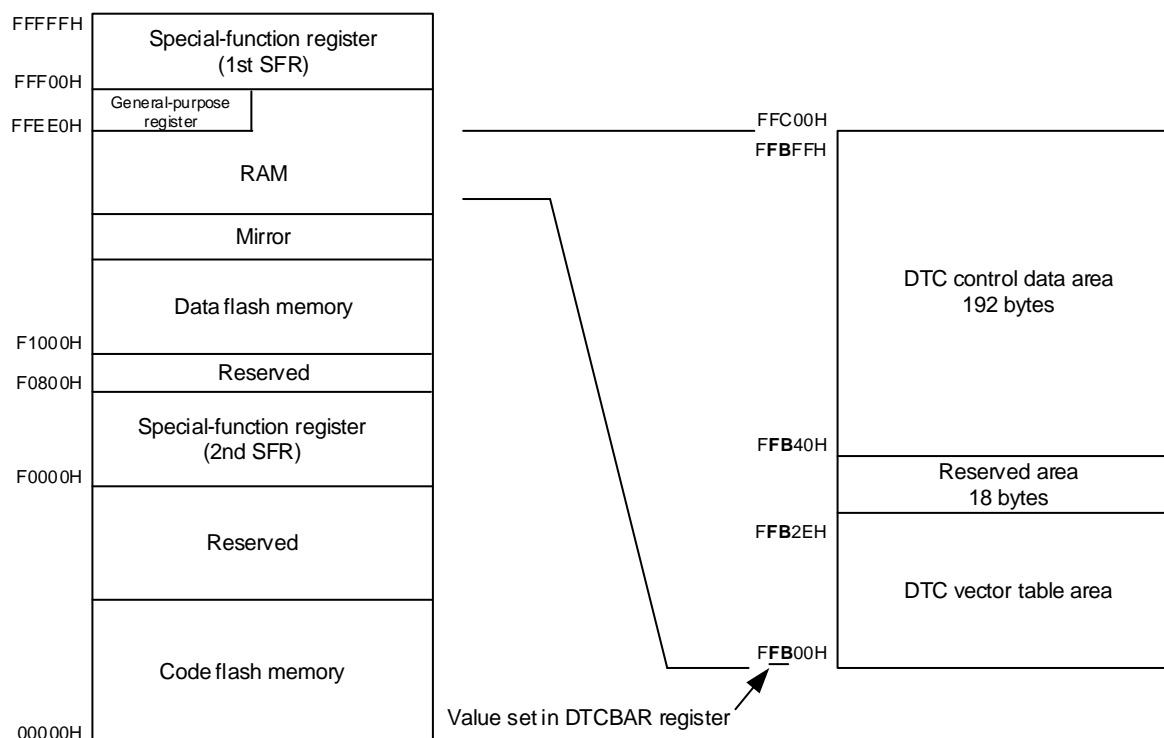 FFFFFH
Special-function register
(1st SFR)
FFF00H
General-purpose
register
FFEE0H
RAM
Mirror
Data flash memory
F1000H
Reserved
F0800H
Special-function register
(2nd SFR)
F0000H
Reserved
Code flash memory
00000H
FFC00H
FFBFFH
DTC control data area
192 bytes
FFB40H
Reserved area
18 bytes
FFB2EH
DTC vector table area
FFB00H
Value set in DTCBAR register